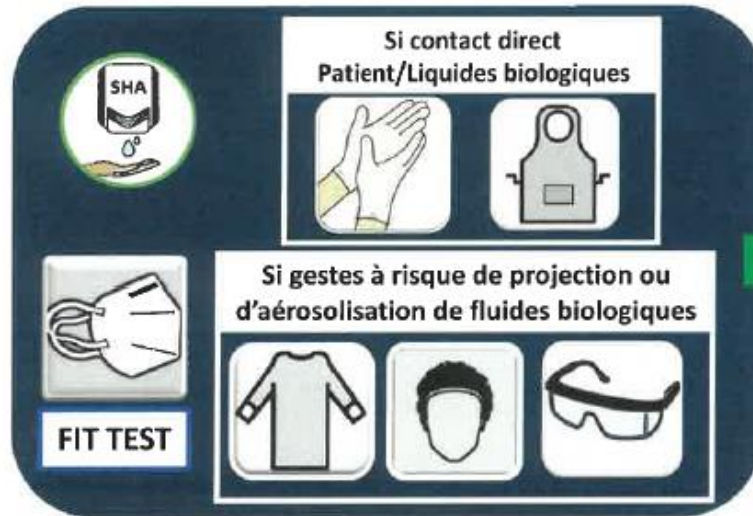 SHA
Si contact direct
Patient/Liquides biologiques
FIT TEST
Si gestes à risque de projection ou
d'aérosolisation de fluides biologiques